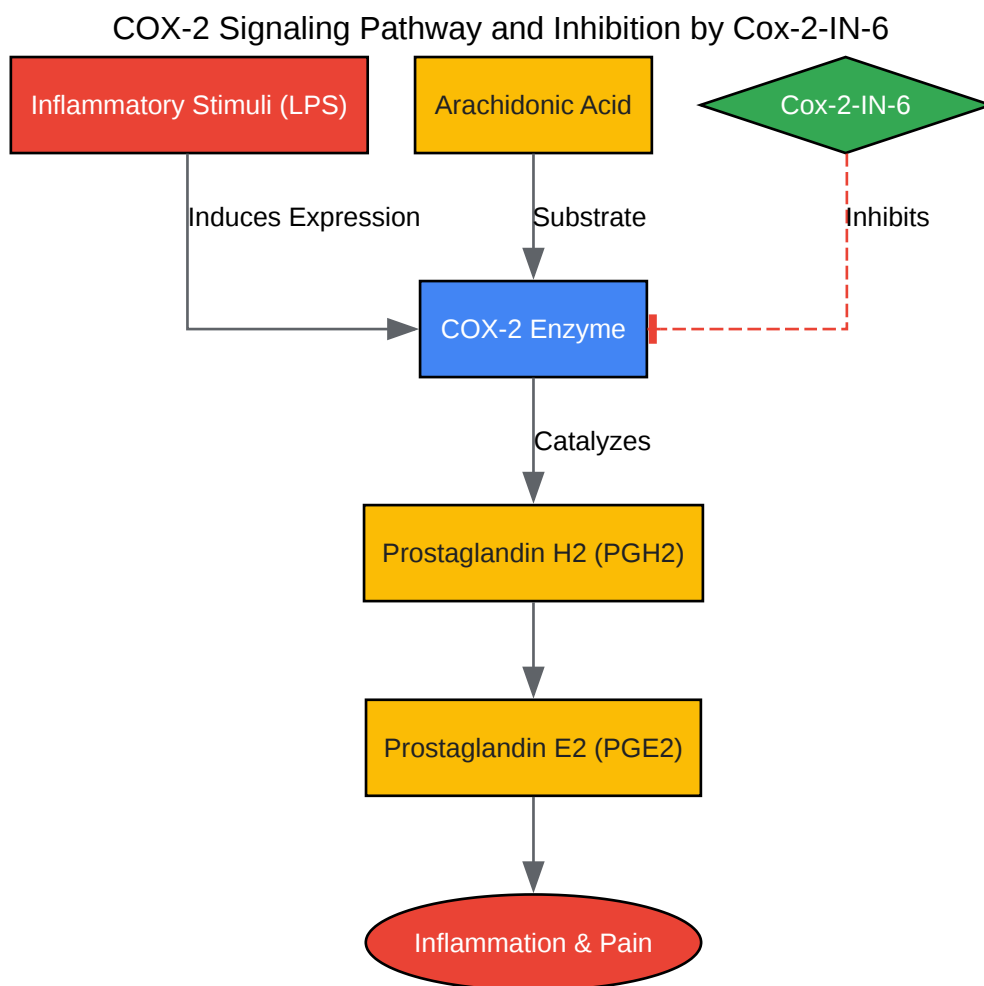 COX-2 Signaling Pathway and Inhibition by Cox-2-IN-6
Inflammatory Stimuli (LPS)
Arachidonic Acid
Cox-2-IN-6
Induces Expression
Substrate
Inhibits
COX-2 Enzyme
Catalyzes
Prostaglandin H2 (PGH2)
Prostaglandin E2 (PGE2)
Inflammation & Pain